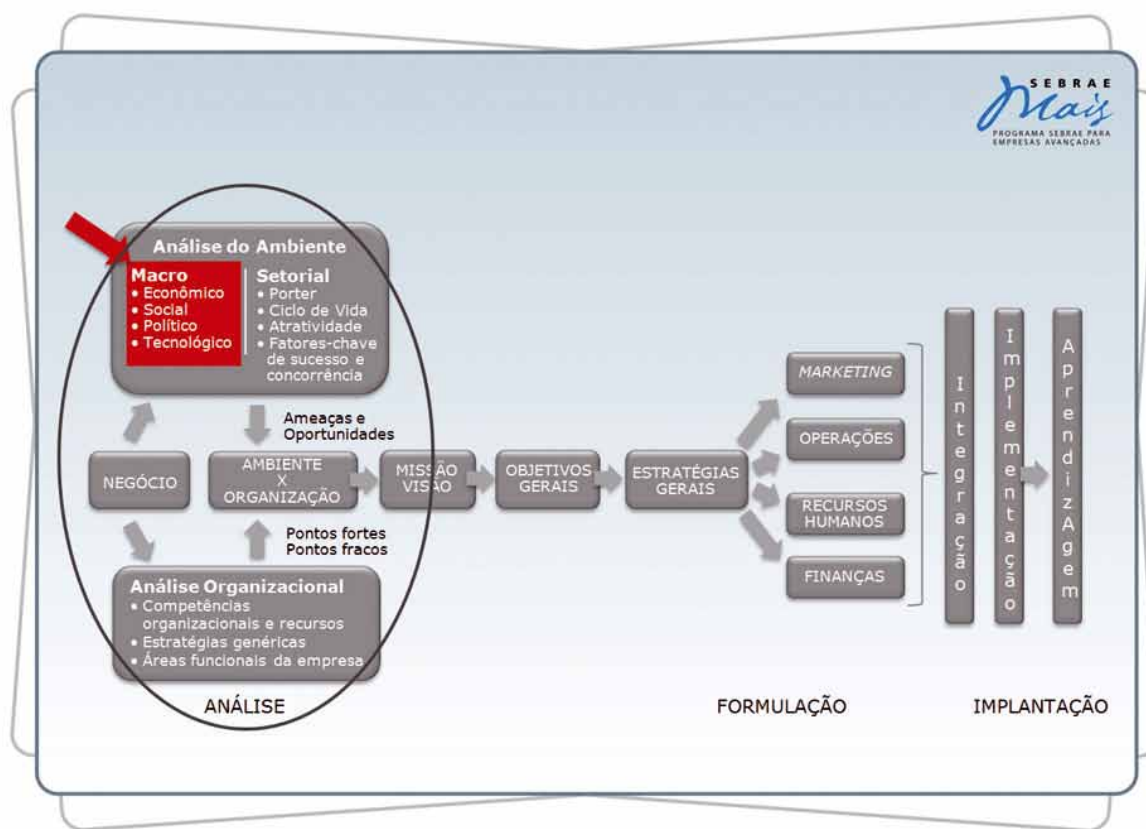 SEBRAE
Mais
PROGRAMA SEBRAE PARA
EMPRESAS AVANÇADAS
Análise do Ambiente
Macro
• Econômico
• Social
• Político
• Tecnológico
Setorial
• Porter
• Ciclo de Vida
• Atratividade
• Fatores-chave
de sucesso e
concorrência
Ameaças e
Oportunidades
NEGÓCIO
AMBIENTE
X
ORGANIZAÇÃO
MISSÃO
VISÃO
OBJETIVOS
GERAIS
ESTRATÉGIAS
GERAIS
Pontos fortes
Pontos fracos
Análise Organizacional
• Competências
organizacionais e recursos
• Estratégias genéricas
• Áreas funcionais da empresa
MARKETING
OPERAÇÕES
RECURSOS
HUMANOS
FINANÇAS
Integração
Implementação
AprendizAgem
ANÁLISE
FORMULAÇÃO
IMPLANTAÇÃO